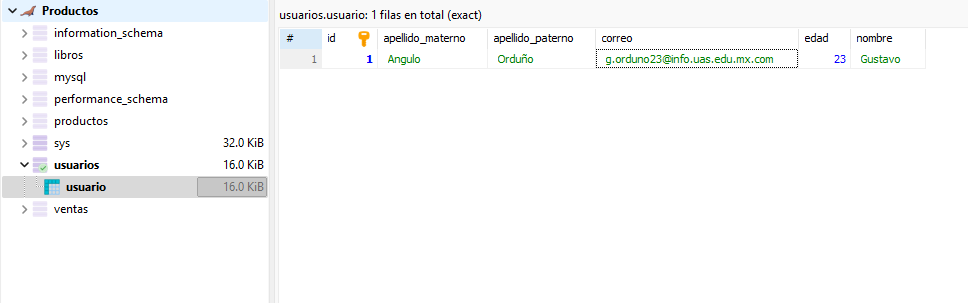 Productos
information_schema
libros
mysql
performance_schema
productos
sys 32.0 KiB
usuarios 16.0 KiB
usuario 16.0 KiB
ventas
usuarios.usuario: 1 filas en total (exact)
# id apellido_materno apellido_paterno correo edad nombre
1 1 Angulo Orduño g.orduno23@info.uas.edu.mx.com 23 Gustavo